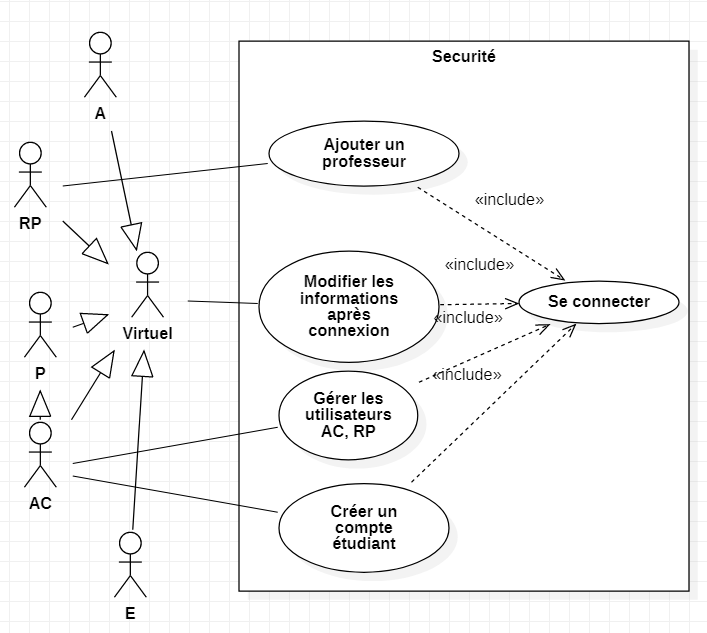 A
Securité
Ajouter un
professeur
RP
«include»
«include»
Modifier les
informations
après
connexion
Se connecter
«include»
Virtuel
P
«include»
Gérer les
utilisateurs
AC, RP
AC
Créer un
compte
étudiant
E